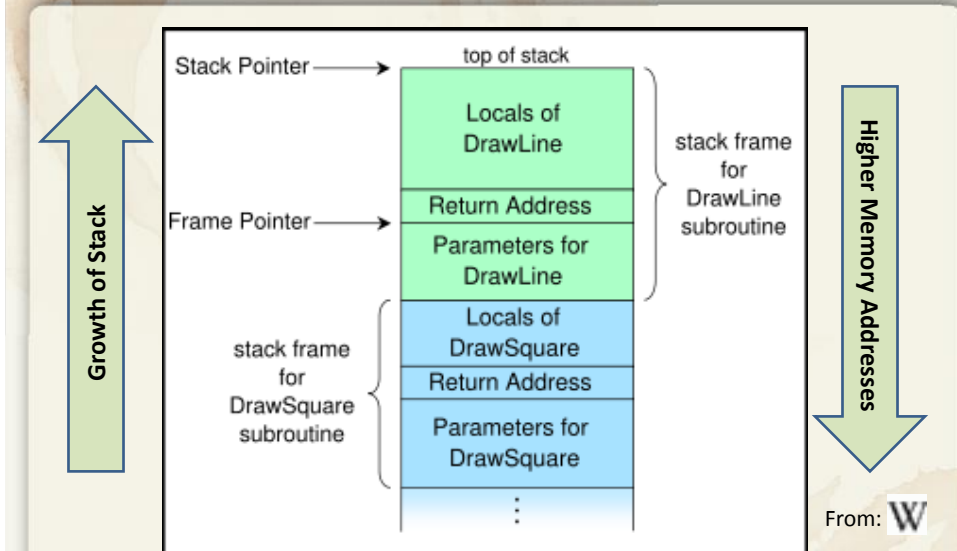 top of stack
Stack Pointer
Locals of
DrawLine
stack frame
for
DrawLine
subroutine
Return Address
Frame Pointer
Parameters for
DrawLine
Locals of
DrawSquare
stack frame
for
DrawSquare
subroutine
Return Address
Parameters for
DrawSquare
Growth of Stack
Higher Memory Addresses
From: W